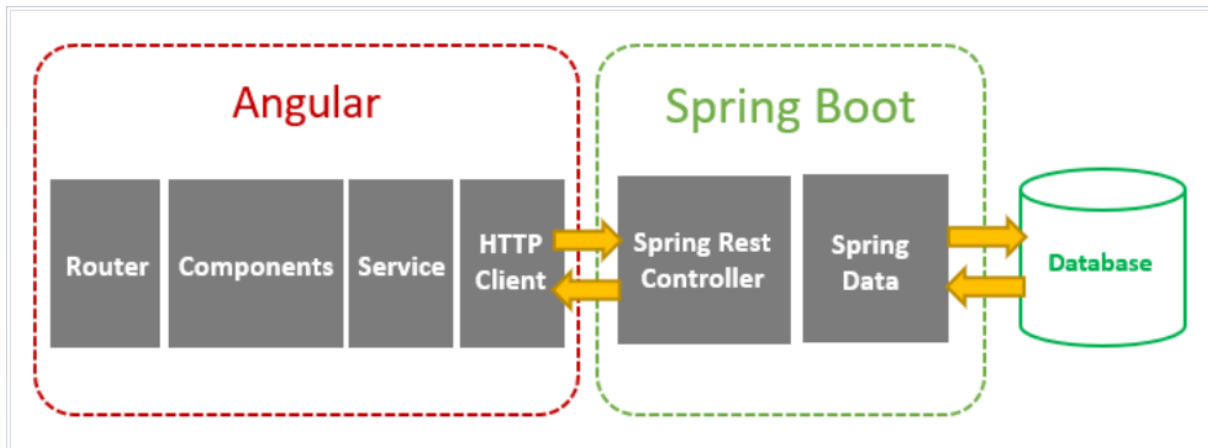 Angular
Spring Boot
Router
Components
Service
HTTP
Client
Spring Rest
Controller
Spring
Data
Database